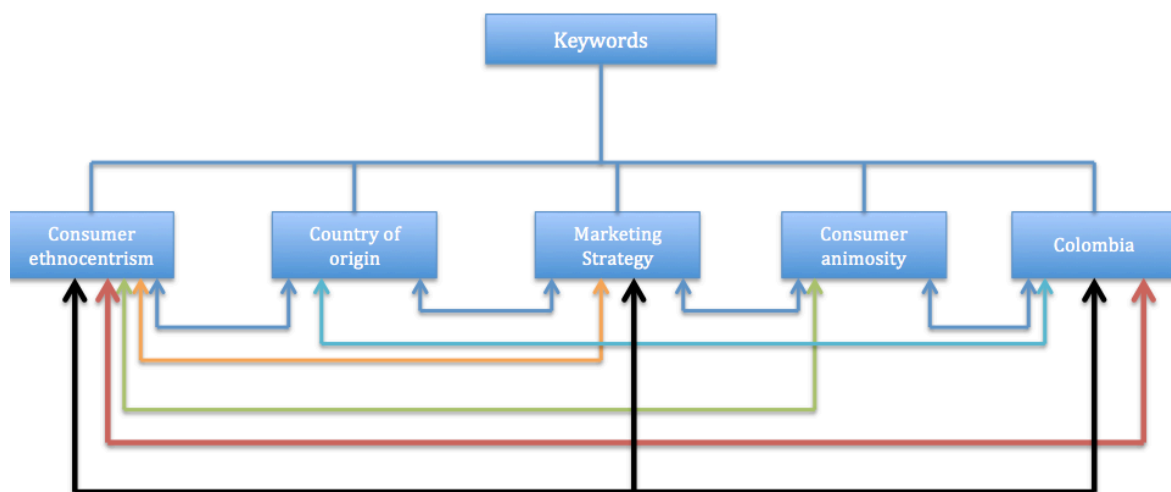 Keywords
Consumer
ethnocentrism
Country of
origin
Marketing
Strategy
Consumer
animosity
Colombia